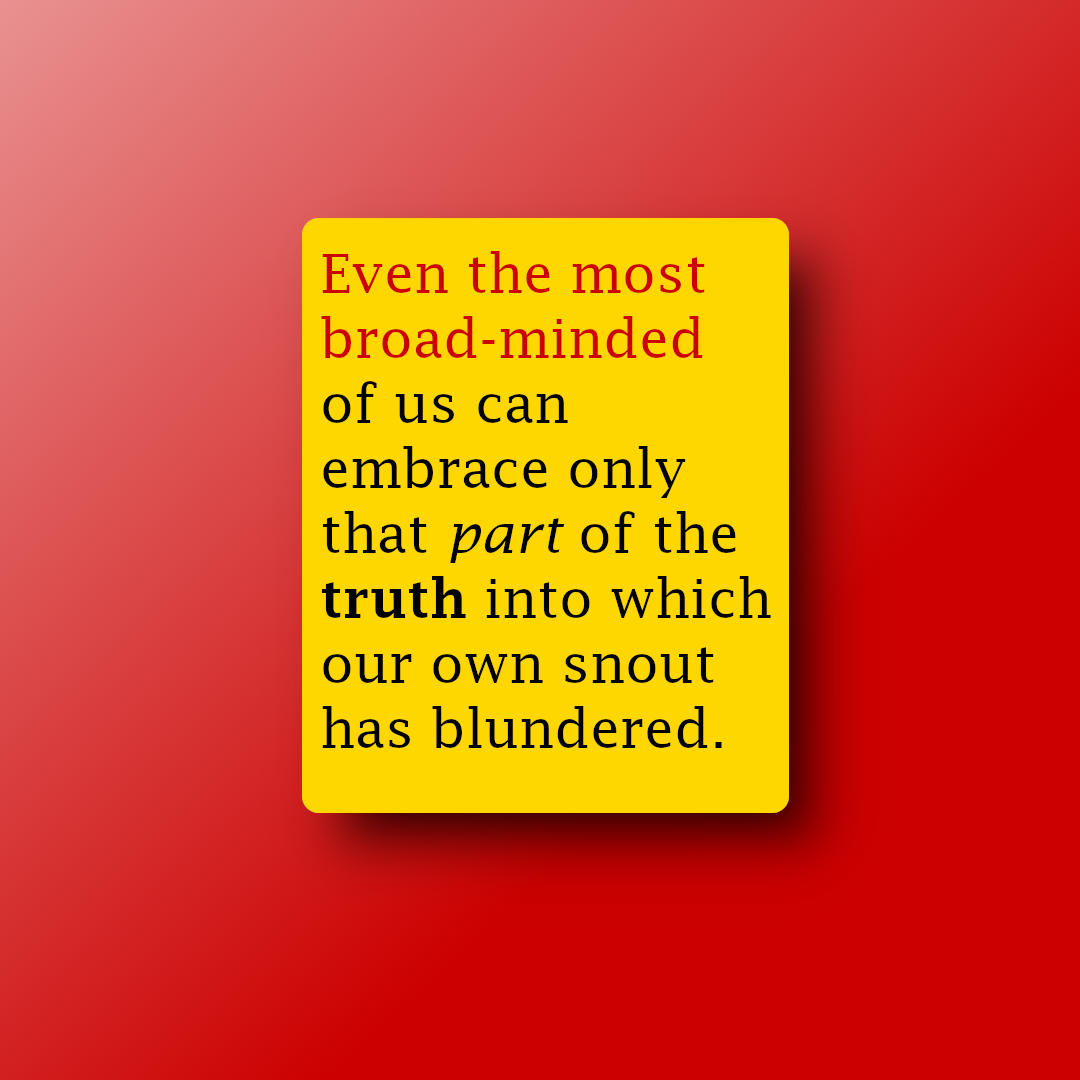 Even the most
broad-minded
of us can
embrace only
that part of the
truth into which
our own snout
has blundered.